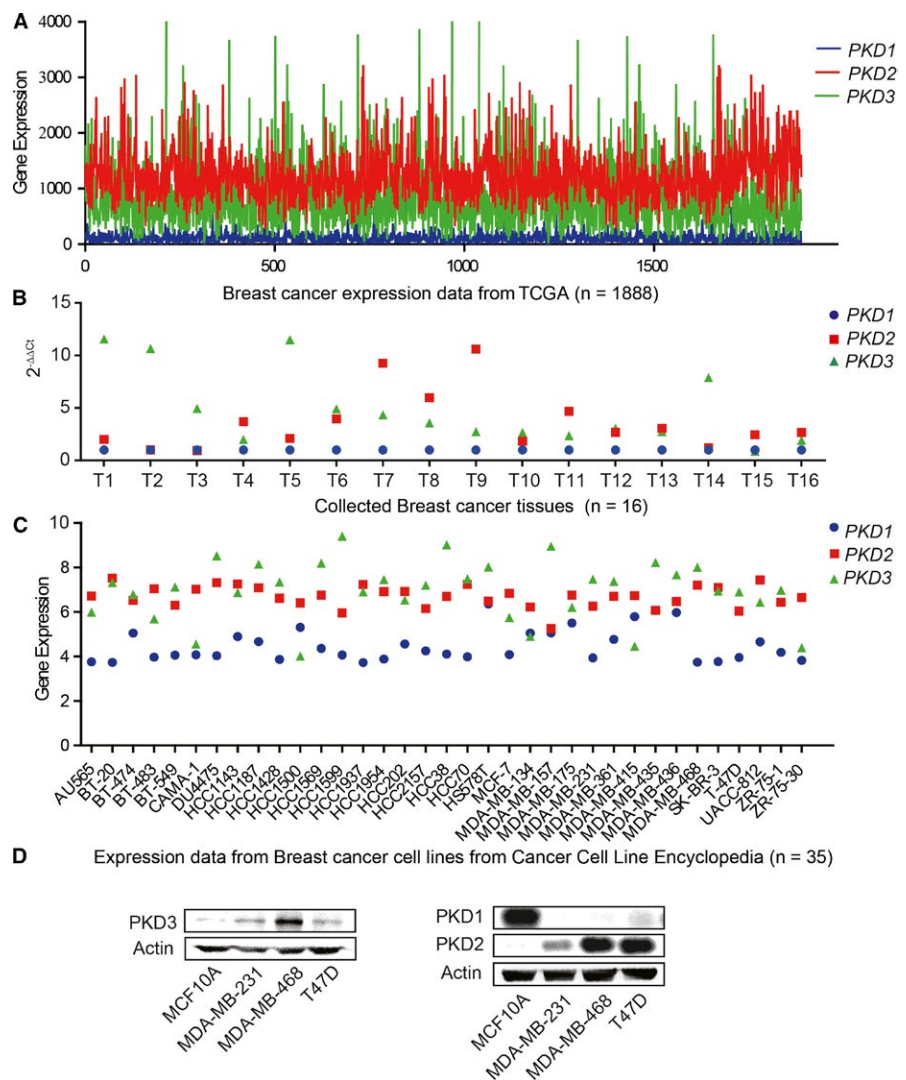 A
4000
3000
2000
1000
0
Gene Expression
PKD1
PKD2
PKD3
0 500 1000 1500
Breast cancer expression data from TCGA (n = 1888)
B
15
10
5
0
2-ΔΔCt
PKD1
PKD2
PKD3
T1 T2 T3 T4 T5 T6 T7 T8 T9 T10 T11 T12 T13 T14 T15 T16
Collected Breast cancer tissues (n = 16)
C
10
8
6
4
2
0
Gene Expression
PKD1
PKD2
PKD3
AU565
BT-20
BT-474
BT-483
BT-549
CAMA-1
DU4475
HCC1143
HCC1187
HCC1428
HCC1500
HCC1569
HCC1599
HCC1937
HCC1954
HCC202
HCC2157
HCC38
HCC70
HS578T
MCF-7
MDA-MB-134
MDA-MB-157
MDA-MB-175
MDA-MB-231
MDA-MB-361
MDA-MB-415
MDA-MB-435
MDA-MB-436
MDA-MB-468
SK-BR-3
T-47D
UACC-812
ZR-75-1
ZR-75-30
D
Expression data from Breast cancer cell lines from Cancer Cell Line Encyclopedia (n = 35)
PKD3
Actin
MCF10A
MDA-MB-231
MDA-MB-468
T47D
PKD1
PKD2
Actin
MCF10A
MDA-MB-231
MDA-MB-468
T47D